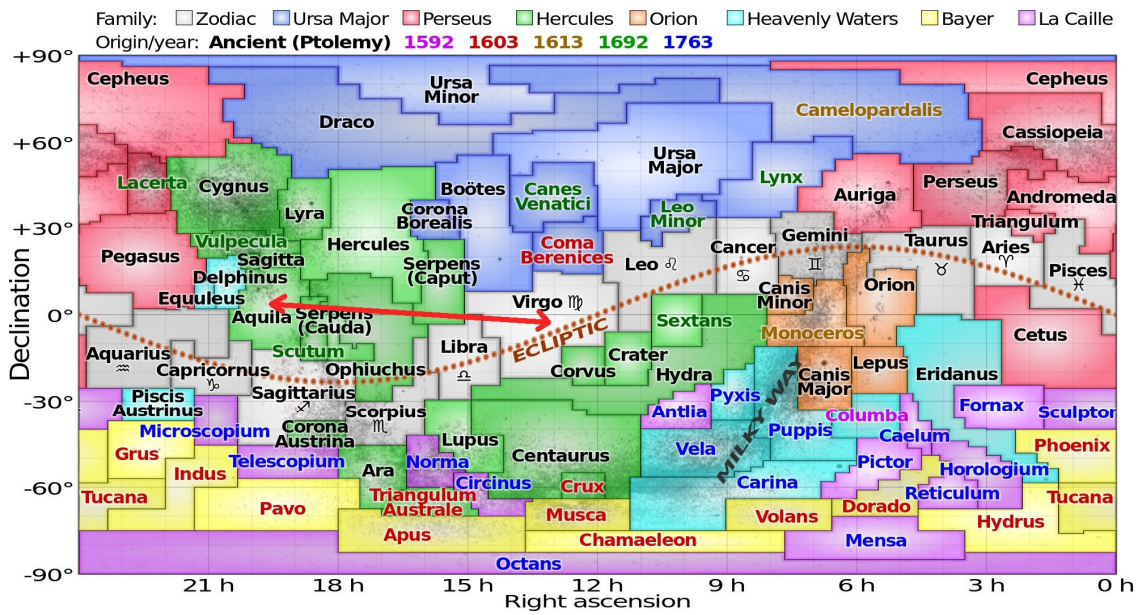 Family: Zodiac Ursa Major Perseus Hercules Orion Heavenly Waters Bayer La Caille
Origin/year: Ancient (Ptolemy) 1592 1603 1613 1692 1763
+90°
Cepheus
Ursa
Minor
Cepheus
Draco
Camelopardalis
+60°
Cassiopeia
Ursa
Major
Lacerta
Cygnus
Boötes
Canes
Venatici
Lynx
Auriga
Perseus
Andromeda
Lyra
Corona
Borealis
Leo
Minor
Triangulum
+30°
Vulpecula
Hercules
Coma
Berenices
Cancer
♋
Gemini
♊
Taurus
♉
Aries
♈
Pegasus
Sagitta
Delphinus
Serpens
(Caput)
Leo ♌
Pisces
♓
Equuleus
Virgo ♍
Canis
Minor
Orion
Aquila
Serpens
(Cauda)
0°
ECLIPTIC
Sextans
Monoceros
Cetus
Aquarius
♒
Scutum
Libra
♎
Crater
Capricornus
♑
Ophiuchus
Corvus
Hydra
Canis
Major
Lepus
Eridanus
Sagittarius
♐
-30°
Piscis
Austrinus
Scorpius
♏
Antlia
Pyxis
MILKY WAY
Columba
Fornax
Sculptor
Microscopium
Corona
Austrina
Lupus
Vela
Puppis
Caelum
Phoenix
Grus
Indus
Telescopium
Ara
Norma
Centaurus
Pictor
Horologium
-60°
Circinus
Crux
Carina
Reticulum
Tucana
Pavo
Triangulum
Australe
Musca
Volans
Dorado
Hydrus
Tucana
Apus
Chamaeleon
Mensa
Octans
-90°
21 h 18 h 15 h 12 h 9 h 6 h 3 h 0 h
Right ascension
Declination